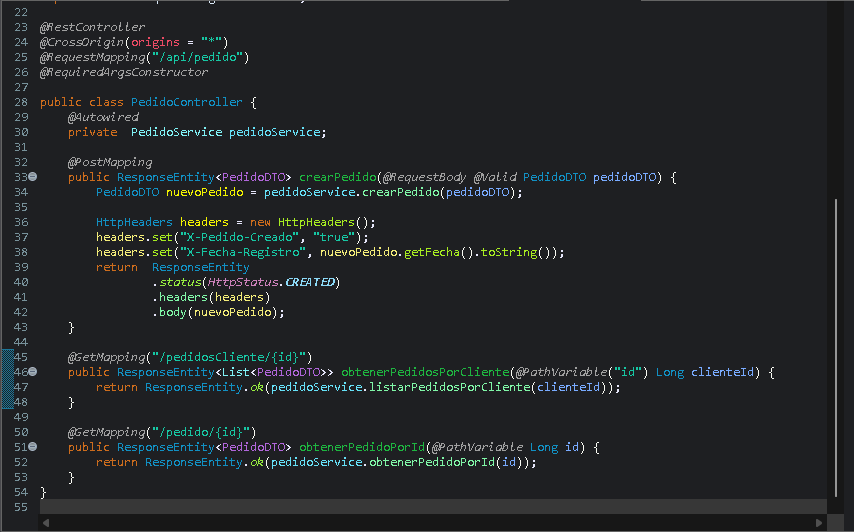 22
23 @RestController
24 @CrossOrigin(origins = "*")
25 @RequestMapping("/api/pedido")
26 @RequiredArgsConstructor
27
28 public class PedidoController {
29     @Autowired
30     private  PedidoService pedidoService;
31
32     @PostMapping
33     public ResponseEntity<PedidoDTO> crearPedido(@RequestBody @Valid PedidoDTO pedidoDTO) {
34         PedidoDTO nuevoPedido = pedidoService.crearPedido(pedidoDTO);
35
36         HttpHeaders headers = new HttpHeaders();
37         headers.set("X-Pedido-Creado", "true");
38         headers.set("X-Fecha-Registro", nuevoPedido.getFecha().toString());
39         return  ResponseEntity
40                 .status(HttpStatus.CREATED)
41                 .headers(headers)
42                 .body(nuevoPedido);
43     }
44
45     @GetMapping("/pedidosCliente/{id}")
46     public ResponseEntity<List<PedidoDTO>> obtenerPedidosPorCliente(@PathVariable("id") Long clienteId) {
47         return ResponseEntity.ok(pedidoService.listarPedidosPorCliente(clienteId));
48     }
49
50     @GetMapping("/pedido/{id}")
51     public ResponseEntity<PedidoDTO> obtenerPedidoPorId(@PathVariable Long id) {
52         return ResponseEntity.ok(pedidoService.obtenerPedidoPorId(id));
53     }
54 }
55